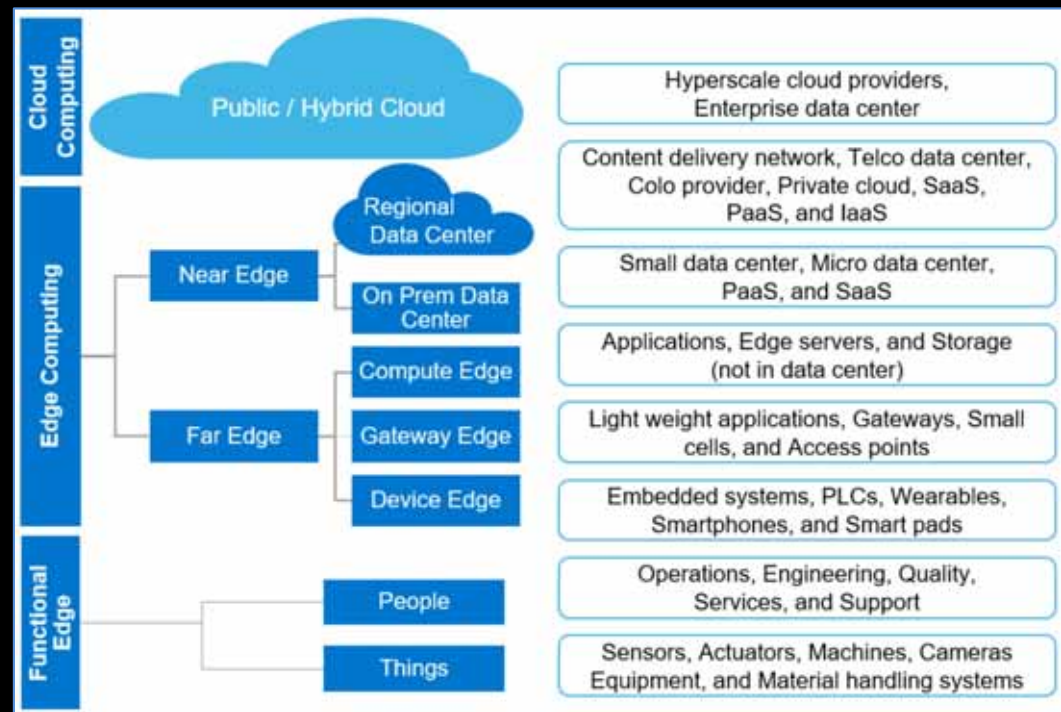 Cloud
Computing
Public / Hybrid Cloud
Hyperscale cloud providers,
Enterprise data center
Edge Computing
Near Edge
Regional
Data Center
Content delivery network, Telco data center,
Colo provider, Private cloud, SaaS,
PaaS, and IaaS
On Prem Data
Center
Small data center, Micro data center,
PaaS, and SaaS
Far Edge
Compute Edge
Applications, Edge servers, and Storage
(not in data center)
Gateway Edge
Light weight applications, Gateways, Small
cells, and Access points
Device Edge
Embedded systems, PLCs, Wearables,
Smartphones, and Smart pads
Functional
Edge
People
Operations, Engineering, Quality,
Services, and Support
Things
Sensors, Actuators, Machines, Cameras
Equipment, and Material handling systems